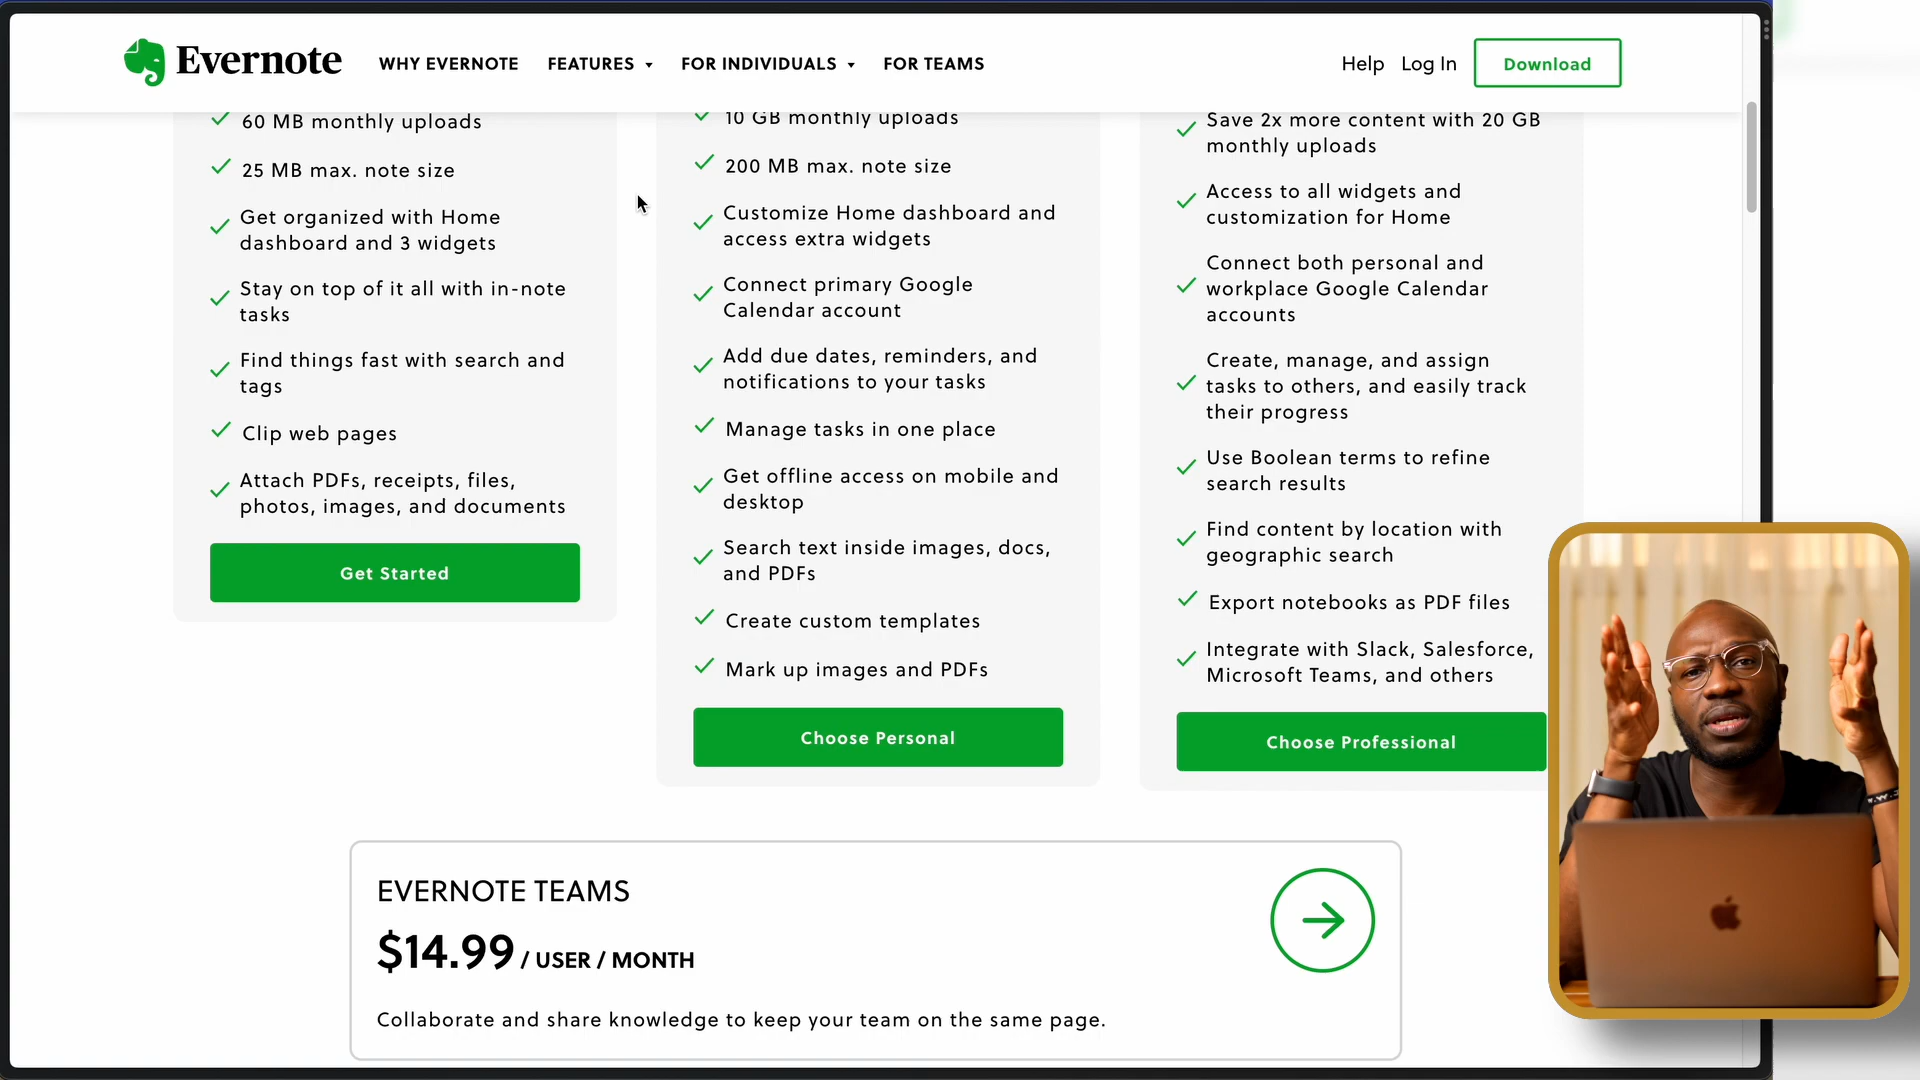 Evernote
WHY EVERNOTE
FEATURES
FOR INDIVIDUALS
FOR TEAMS
Help
Log In
Download
60 MB monthly uploads
25 MB max. note size
Get organized with Home
dashboard and 3 widgets
Stay on top of it all with in-note
tasks
Find things fast with search and
tags
Clip web pages
Attach PDFs, receipts, files,
photos, images, and documents
Get Started
10 GB monthly uploads
200 MB max. note size
Customize Home dashboard and
access extra widgets
Connect primary Google
Calendar account
Add due dates, reminders, and
notifications to your tasks
Manage tasks in one place
Get offline access on mobile and
desktop
Search text inside images, docs,
and PDFs
Create custom templates
Mark up images and PDFs
Choose Personal
Save 2x more content with 20 GB
monthly uploads
Access to all widgets and
customization for Home
Connect both personal and
workplace Google Calendar
accounts
Create, manage, and assign
tasks to others, and easily track
their progress
Use Boolean terms to refine
search results
Find content by location with
geographic search
Export notebooks as PDF files
Integrate with Slack, Salesforce,
Microsoft Teams, and others
Choose Professional
EVERNOTE TEAMS
$14.99 / USER / MONTH
Collaborate and share knowledge to keep your team on the same page.